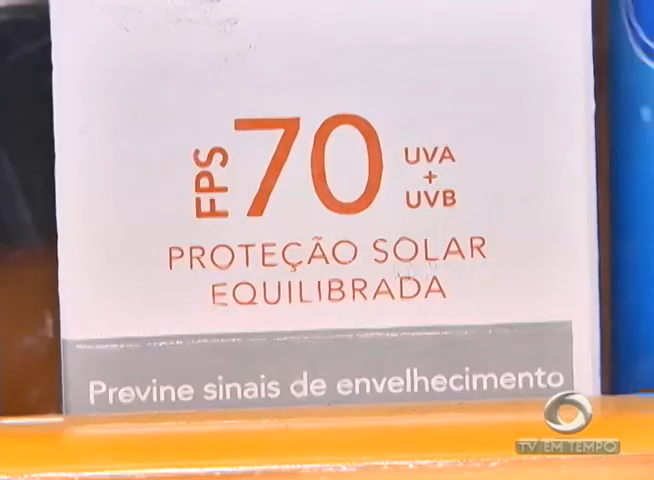 FPS 70 UVA + UVB
PROTEÇÃO SOLAR
EQUILIBRADA
Previne sinais de envelhecimento
TV EM TEMPO